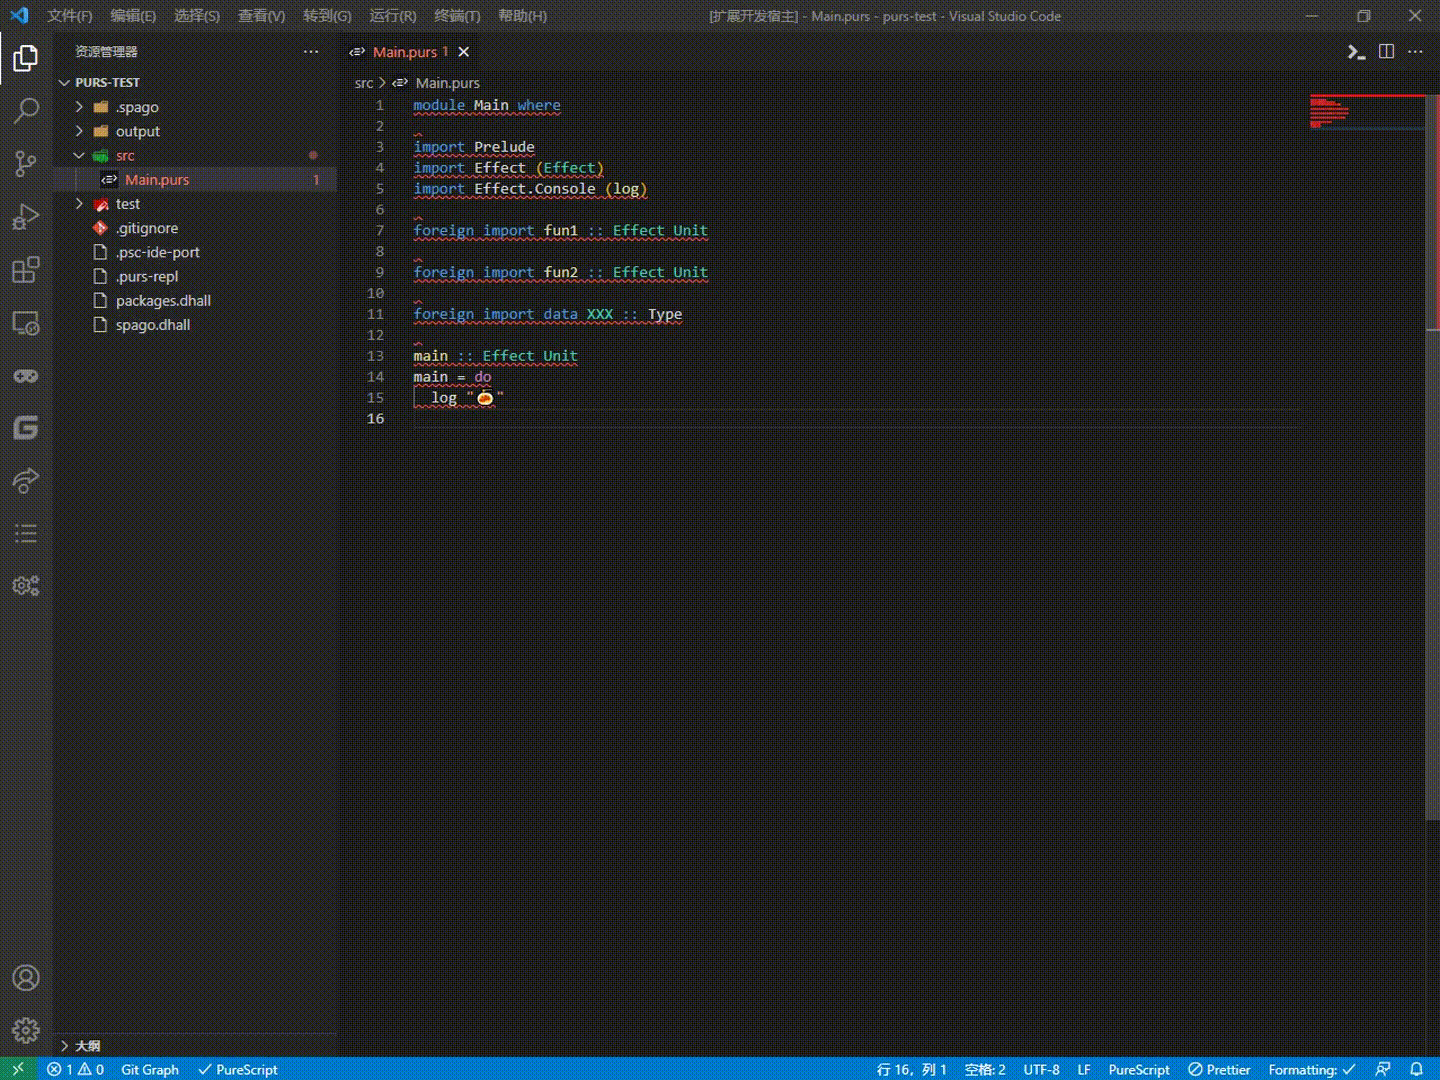 文件(F) 编辑(E) 选择(S) 查看(V) 转到(G) 运行(R) 终端(T) 帮助(H) [扩展开发宿主] - Main.purs - purs-test - Visual Studio Code
资源管理器
PURS-TEST
.spago
output
src
Main.purs 1
test
.gitignore
.psc-ide-port
.purs-repl
packages.dhall
spago.dhall
大纲
Main.purs 1
src > Main.purs
1 module Main where
2
3 import Prelude
4 import Effect (Effect)
5 import Effect.Console (log)
6
7 foreign import fun1 :: Effect Unit
8
9 foreign import fun2 :: Effect Unit
10
11 foreign import data XXX :: Type
12
13 main :: Effect Unit
14 main = do
15 log "🍝"
16
1 0 Git Graph PureScript 行 16，列 1 空格: 2 UTF-8 LF PureScript Prettier Formatting: